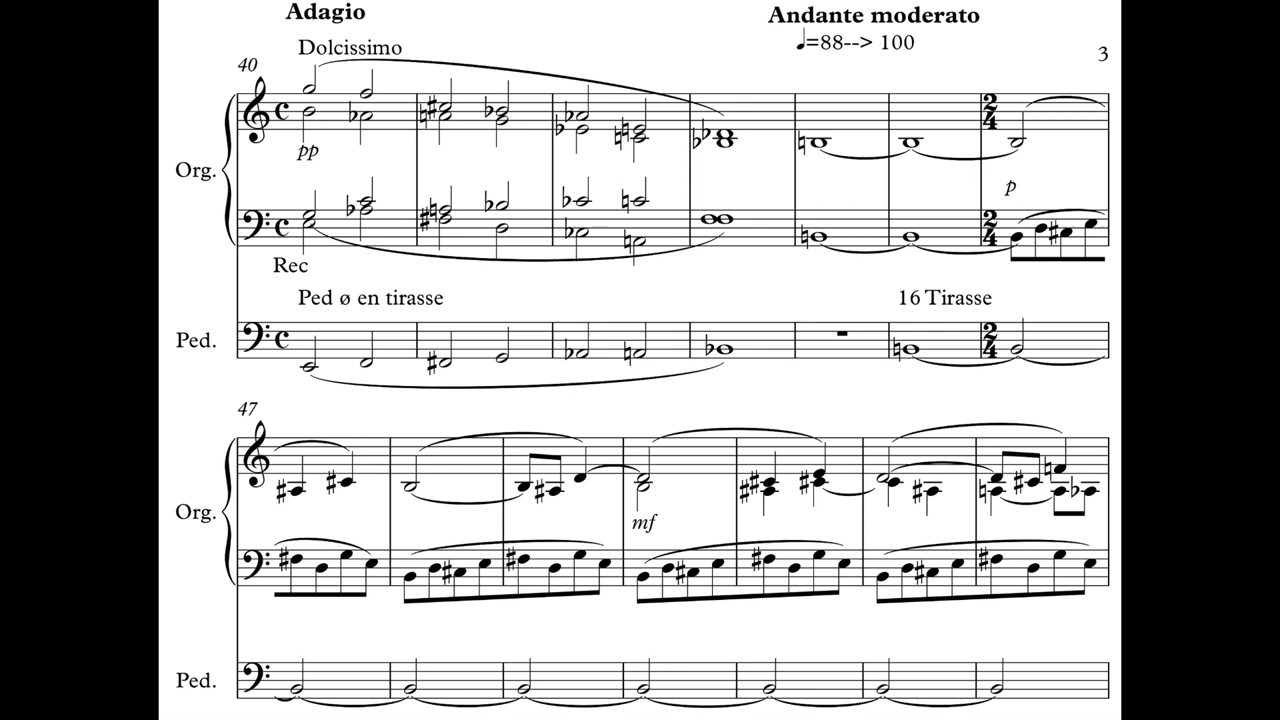 Adagio
Andante moderato
Dolcissimo
♩=88--> 100
40
3
pp
Org.
p
Rec
Ped ø en tirasse
16 Tirasse
Ped.
47
Org.
mf
Ped.